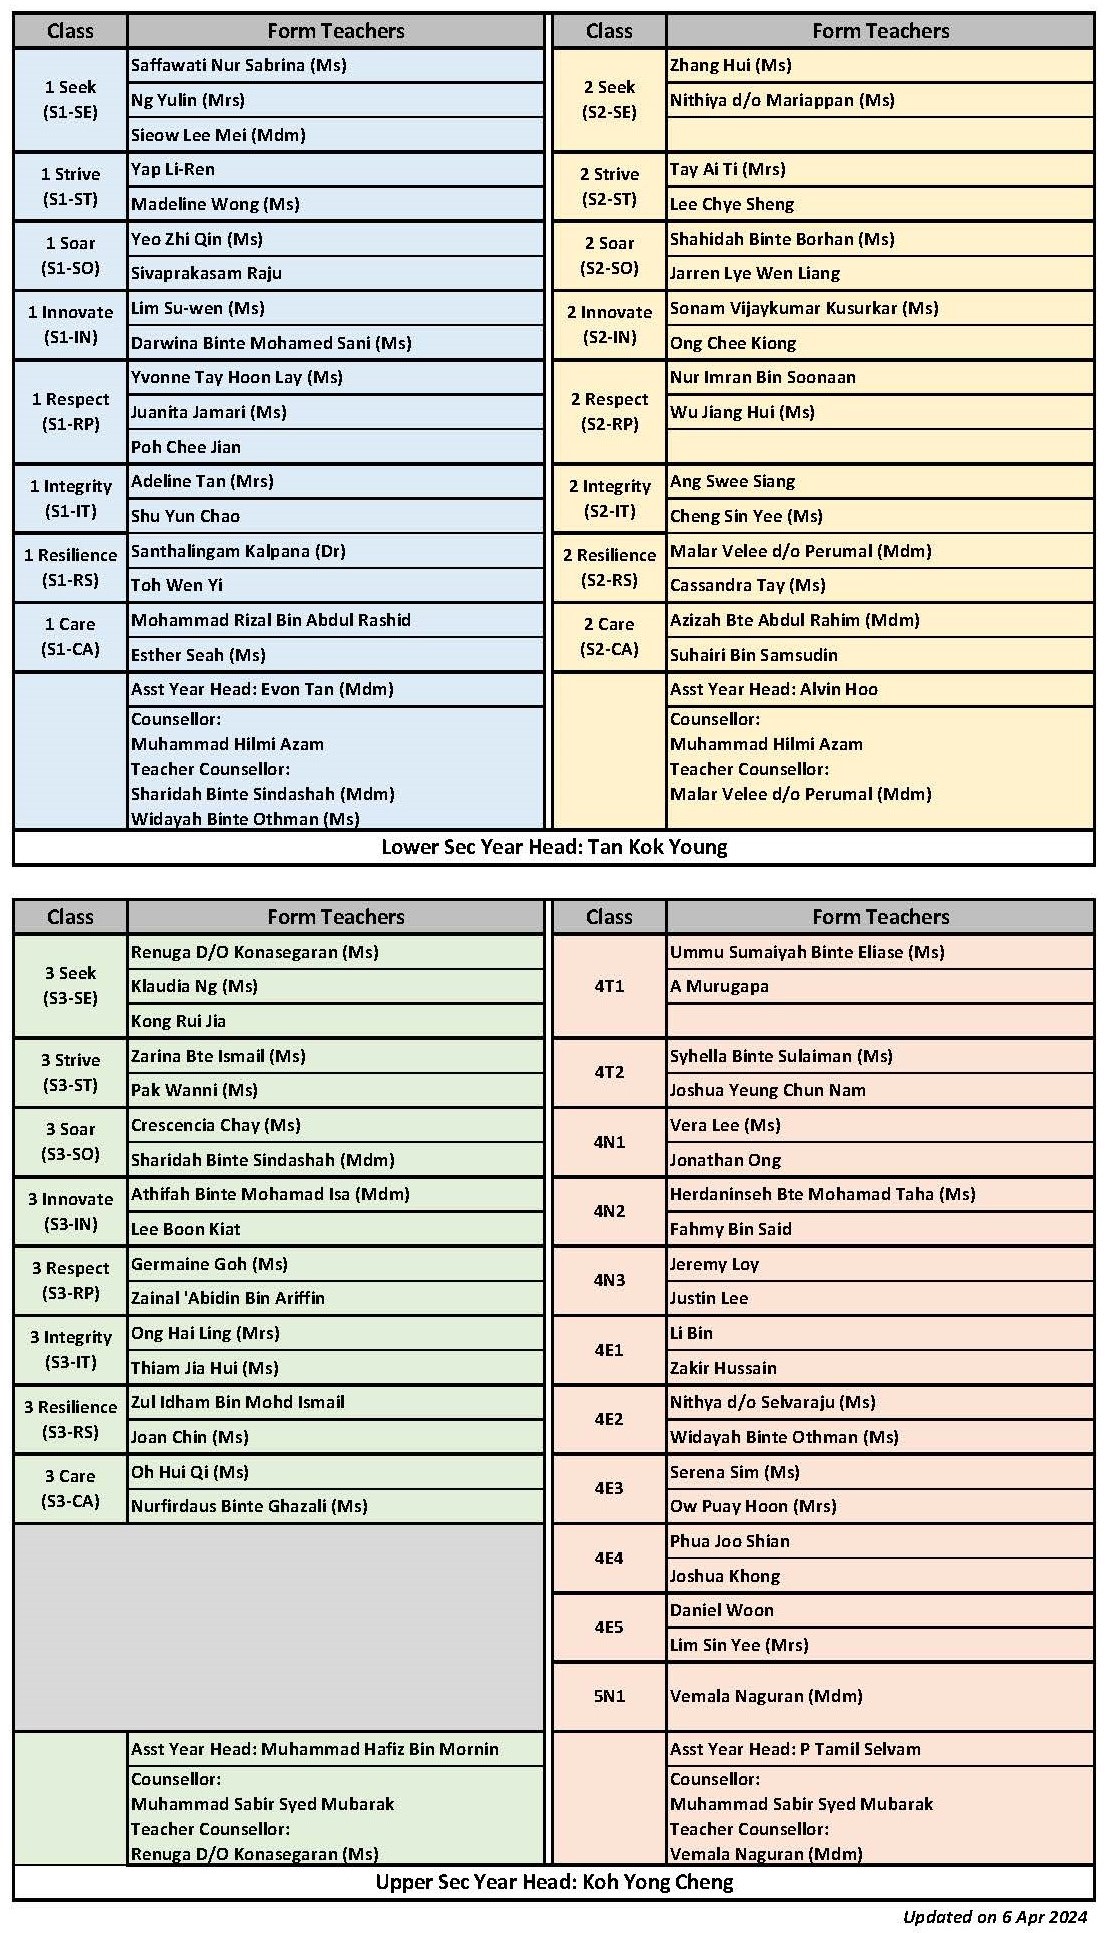 Class
Form Teachers
1 Seek
(S1-SE)
Saffawati Nur Sabrina (Ms)
Ng Yulin (Mrs)
Sieow Lee Mei (Mdm)
1 Strive
(S1-ST)
Yap Li-Ren
Madeline Wong (Ms)
1 Soar
(S1-SO)
Yeo Zhi Qin (Ms)
Sivaprakasam Raju
1 Innovate
(S1-IN)
Lim Su-wen (Ms)
Darwina Binte Mohamed Sani (Ms)
1 Respect
(S1-RP)
Yvonne Tay Hoon Lay (Ms)
Juanita Jamari (Ms)
Poh Chee Jian
1 Integrity
(S1-IT)
Adeline Tan (Mrs)
Shu Yun Chao
1 Resilience
(S1-RS)
Santhalingam Kalpana (Dr)
Toh Wen Yi
1 Care
(S1-CA)
Mohammad Rizal Bin Abdul Rashid
Esther Seah (Ms)
Asst Year Head: Evon Tan (Mdm)
Counsellor:
Muhammad Hilmi Azam
Teacher Counsellor:
Sharidah Binte Sindashah (Mdm)
Widayah Binte Othman (Ms)
Class
Form Teachers
2 Seek
(S2-SE)
Zhang Hui (Ms)
Nithiya d/o Mariappan (Ms)
2 Strive
(S2-ST)
Tay Ai Ti (Mrs)
Lee Chye Sheng
2 Soar
(S2-SO)
Shahidah Binte Borhan (Ms)
Jarren Lye Wen Liang
2 Innovate
(S2-IN)
Sonam Vijaykumar Kusurkar (Ms)
Ong Chee Kiong
2 Respect
(S2-RP)
Nur Imran Bin Soonaan
Wu Jiang Hui (Ms)
2 Integrity
(S2-IT)
Ang Swee Siang
Cheng Sin Yee (Ms)
2 Resilience
(S2-RS)
Malar Velee d/o Perumal (Mdm)
Cassandra Tay (Ms)
2 Care
(S2-CA)
Azizah Bte Abdul Rahim (Mdm)
Suhairi Bin Samsudin
Asst Year Head: Alvin Hoo
Counsellor:
Muhammad Hilmi Azam
Teacher Counsellor:
Malar Velee d/o Perumal (Mdm)
Lower Sec Year Head: Tan Kok Young
Class
Form Teachers
3 Seek
(S3-SE)
Renuga D/O Konasegaran (Ms)
Klaudia Ng (Ms)
Kong Rui Jia
3 Strive
(S3-ST)
Zarina Bte Ismail (Ms)
Pak Wanni (Ms)
3 Soar
(S3-SO)
Crescencia Chay (Ms)
Sharidah Binte Sindashah (Mdm)
3 Innovate
(S3-IN)
Athifah Binte Mohamad Isa (Mdm)
Lee Boon Kiat
3 Respect
(S3-RP)
Germaine Goh (Ms)
Zainal 'Abidin Bin Ariffin
3 Integrity
(S3-IT)
Ong Hai Ling (Mrs)
Thiam Jia Hui (Ms)
3 Resilience
(S3-RS)
Zul Idham Bin Mohd Ismail
Joan Chin (Ms)
3 Care
(S3-CA)
Oh Hui Qi (Ms)
Nurfirdaus Binte Ghazali (Ms)
Asst Year Head: Muhammad Hafiz Bin Mornin
Counsellor:
Muhammad Sabir Syed Mubarak
Teacher Counsellor:
Renuga D/O Konasegaran (Ms)
Class
Form Teachers
4T1
Ummu Sumaiyah Binte Eliase (Ms)
A Murugapa
4T2
Syhella Binte Sulaiman (Ms)
Joshua Yeung Chun Nam
4N1
Vera Lee (Ms)
Jonathan Ong
4N2
Herdaninseh Bte Mohamad Taha (Ms)
Fahmy Bin Said
4N3
Jeremy Loy
Justin Lee
4E1
Li Bin
Zakir Hussain
4E2
Nithya d/o Selvaraju (Ms)
Widayah Binte Othman (Ms)
4E3
Serena Sim (Ms)
Ow Puay Hoon (Mrs)
4E4
Phua Joo Shian
Joshua Khong
4E5
Daniel Woon
Lim Sin Yee (Mrs)
5N1
Vemala Naguran (Mdm)
Asst Year Head: P Tamil Selvam
Counsellor:
Muhammad Sabir Syed Mubarak
Teacher Counsellor:
Vemala Naguran (Mdm)
Upper Sec Year Head: Koh Yong Cheng
Updated on 6 Apr 2024